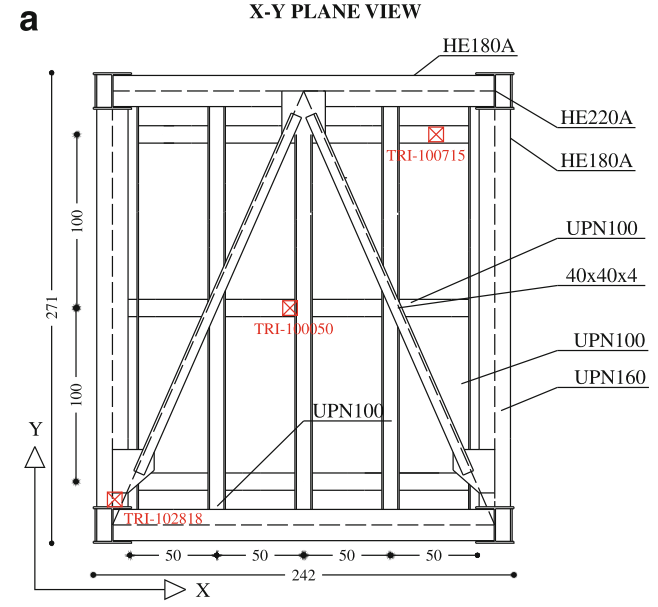 a
X-Y PLANE VIEW
HE180A
HE220A
HE180A
TRI-100715
100
UPN100
40x40x4
271
TRI-100050
UPN100
UPN160
100
UPN100
Y
TRI-102818
50
50
50
50
242
X